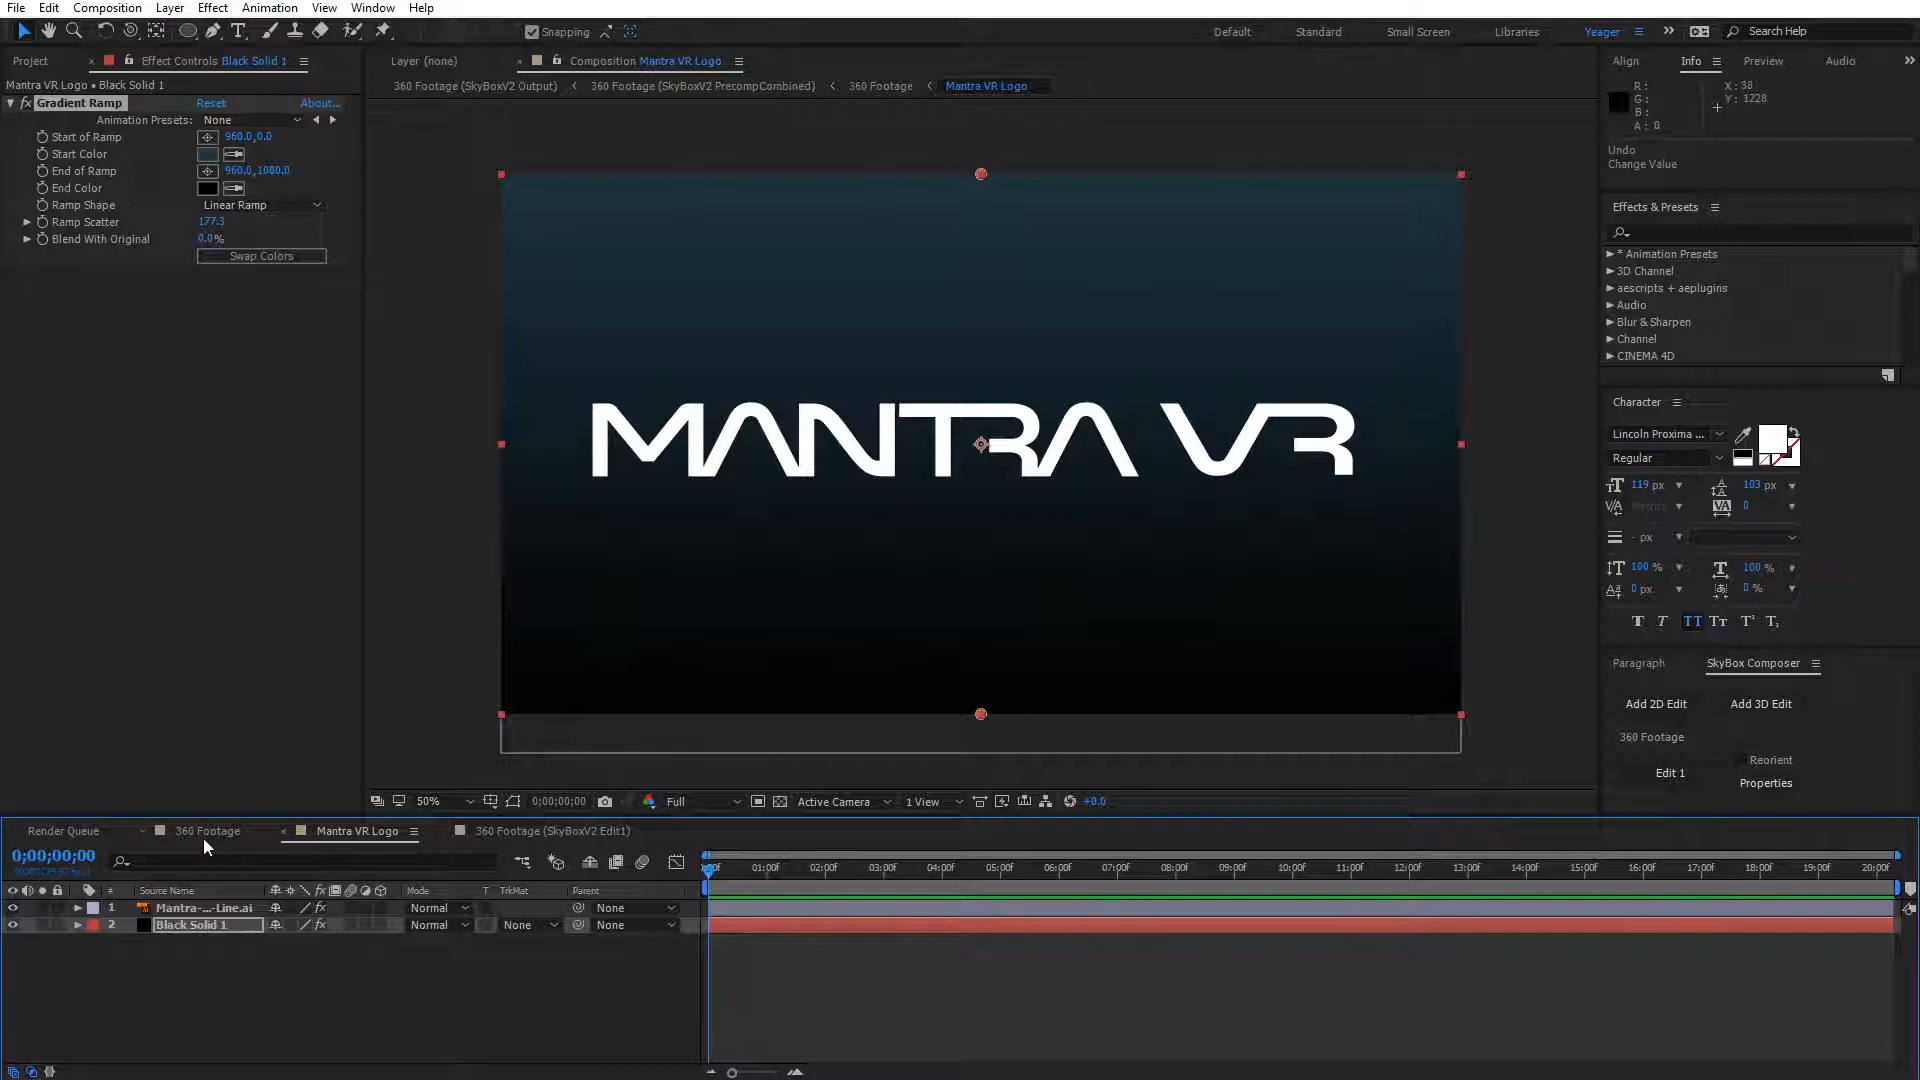 File Edit Composition Layer Effect Animation View Window Help
Snapping
Default Standard Small Screen Libraries Yeager Search Help
Project Effect Controls Black Solid 1
Mantra VR Logo • Black Solid 1
fx Gradient Ramp Reset About...
Animation Presets: None
Start of Ramp 960.0,0.0
Start Color
End of Ramp 960.0,1080.0
End Color
Ramp Shape Linear Ramp
Ramp Scatter 177.3
Blend With Original 0.0%
Swap Colors
Layer (none) Composition Mantra VR Logo
360 Footage (SkyBoxV2 Output) 360 Footage (SkyBoxV2 PrecompCombined) 360 Footage Mantra VR Logo
MANTRA VR
50% 0;00;00;00 Full Active Camera 1 View +0.0
Align Info Preview Audio
R: X: 38
G: Y: 1228
B:
A: 0
Undo
Change Value
Effects & Presets
* Animation Presets
3D Channel
aescripts + aeplugins
Audio
Blur & Sharpen
Channel
CINEMA 4D
Character
Lincoln Proxima ...
Regular
119 px 103 px
Metrics 0
- px
100 % 100 %
0 px 0 %
T T TT Tт T¹ T,
Paragraph SkyBox Composer
Add 2D Edit Add 3D Edit
360 Footage
Reorient
Edit 1
Properties
Render Queue 360 Footage Mantra VR Logo 360 Footage (SkyBoxV2 Edit1)
0;00;00;00
# Source Name Mode T TrkMat Parent
1 Mantra-...-Line.ai Normal None
2 Black Solid 1 Normal None None
01:00f 02:00f 03:00f 04:00f 05:00f 06:00f 07:00f 08:00f 09:00f 10:00f 11:00f 12:00f 13:00f 14:00f 15:00f 16:00f 17:00f 18:00f 19:00f 20:00f